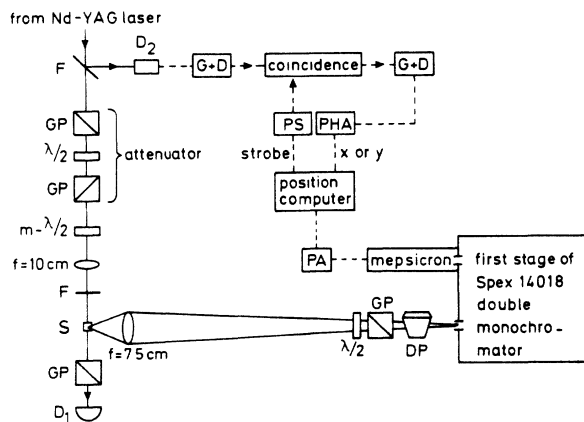 from Nd-YAG laser
F
D2
G+D
coincidence
G+D
GP
λ/2
GP
attenuator
PS
PHA
strobe
x or y
position
computer
m-λ/2
f=10cm
F
PA
mepsicron
first stage of
Spex 14018
double
monochro-
mator
S
f=75cm
λ/2
GP
DP
GP
D1